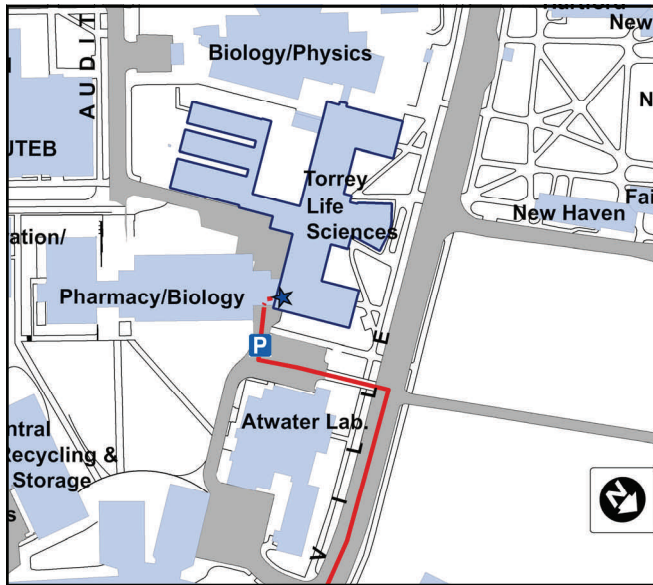 New
Biology/Physics
AUDIT
UTEB
N
Torrey
Life
Sciences
Fai
New Haven
ation/
Pharmacy/Biology
P
Atwater Lab.
VILLE
ntral
Recycling &
Storage
s
N